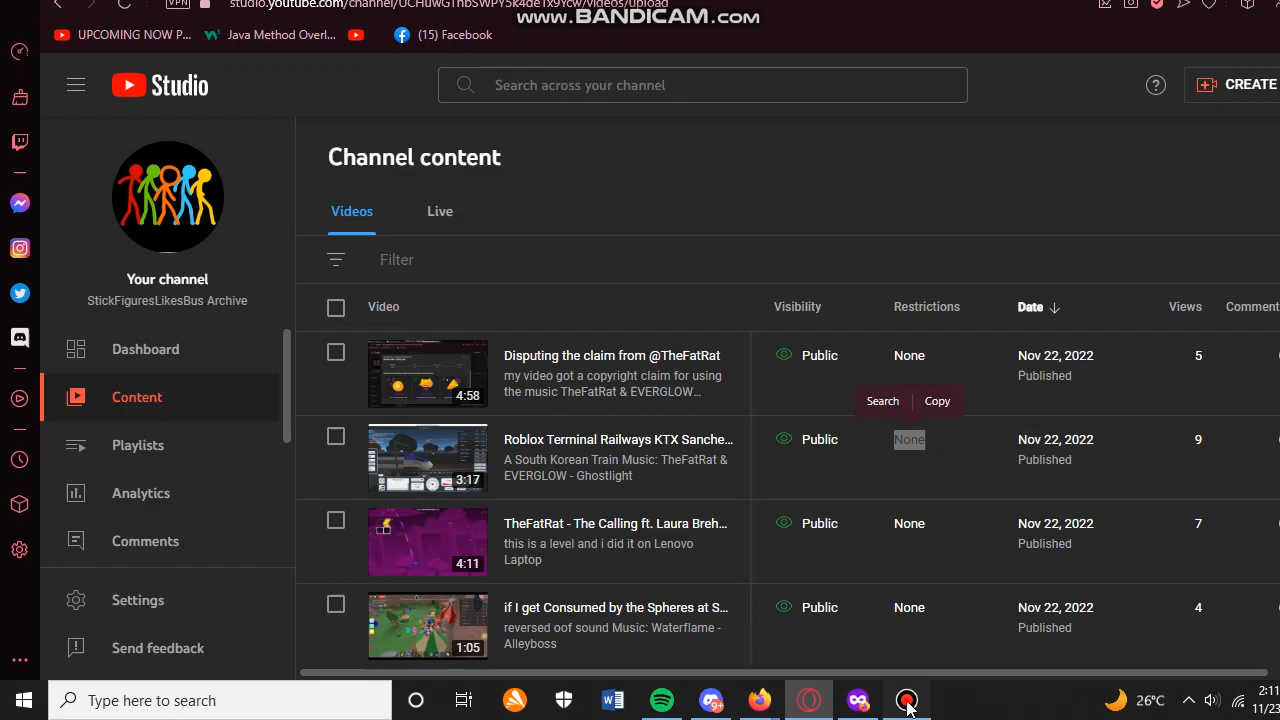 studio.youtube.com/channel/UCHuwGTnbSWPY5k4de1x9Ycw/videos/upload
www.BANDICAM.com
VPN
UPCOMING NOW P...
Java Method Overl...
(15) Facebook
Studio
Search across your channel
CREATE
Your channel
StickFiguresLikesBus Archive
Dashboard
Content
Playlists
Analytics
Comments
Settings
Send feedback
Channel content
Videos
Live
Filter
Video
Visibility
Restrictions
Date
Views
Comment
4:58
Disputing the claim from @TheFatRat
my video got a copyright claim for using
the music TheFatRat & EVERGLOW...
Public
None
Nov 22, 2022
Published
5
Search
Copy
3:17
Roblox Terminal Railways KTX Sanche...
A South Korean Train Music: TheFatRat &
EVERGLOW - Ghostlight
Public
None
Nov 22, 2022
Published
9
4:11
TheFatRat - The Calling ft. Laura Breh...
this is a level and i did it on Lenovo
Laptop
Public
None
Nov 22, 2022
Published
7
1:05
if I get Consumed by the Spheres at S...
reversed oof sound Music: Waterflame -
Alleyboss
Public
None
Nov 22, 2022
Published
4
Type here to search
9+
26°C
2:11
11/23